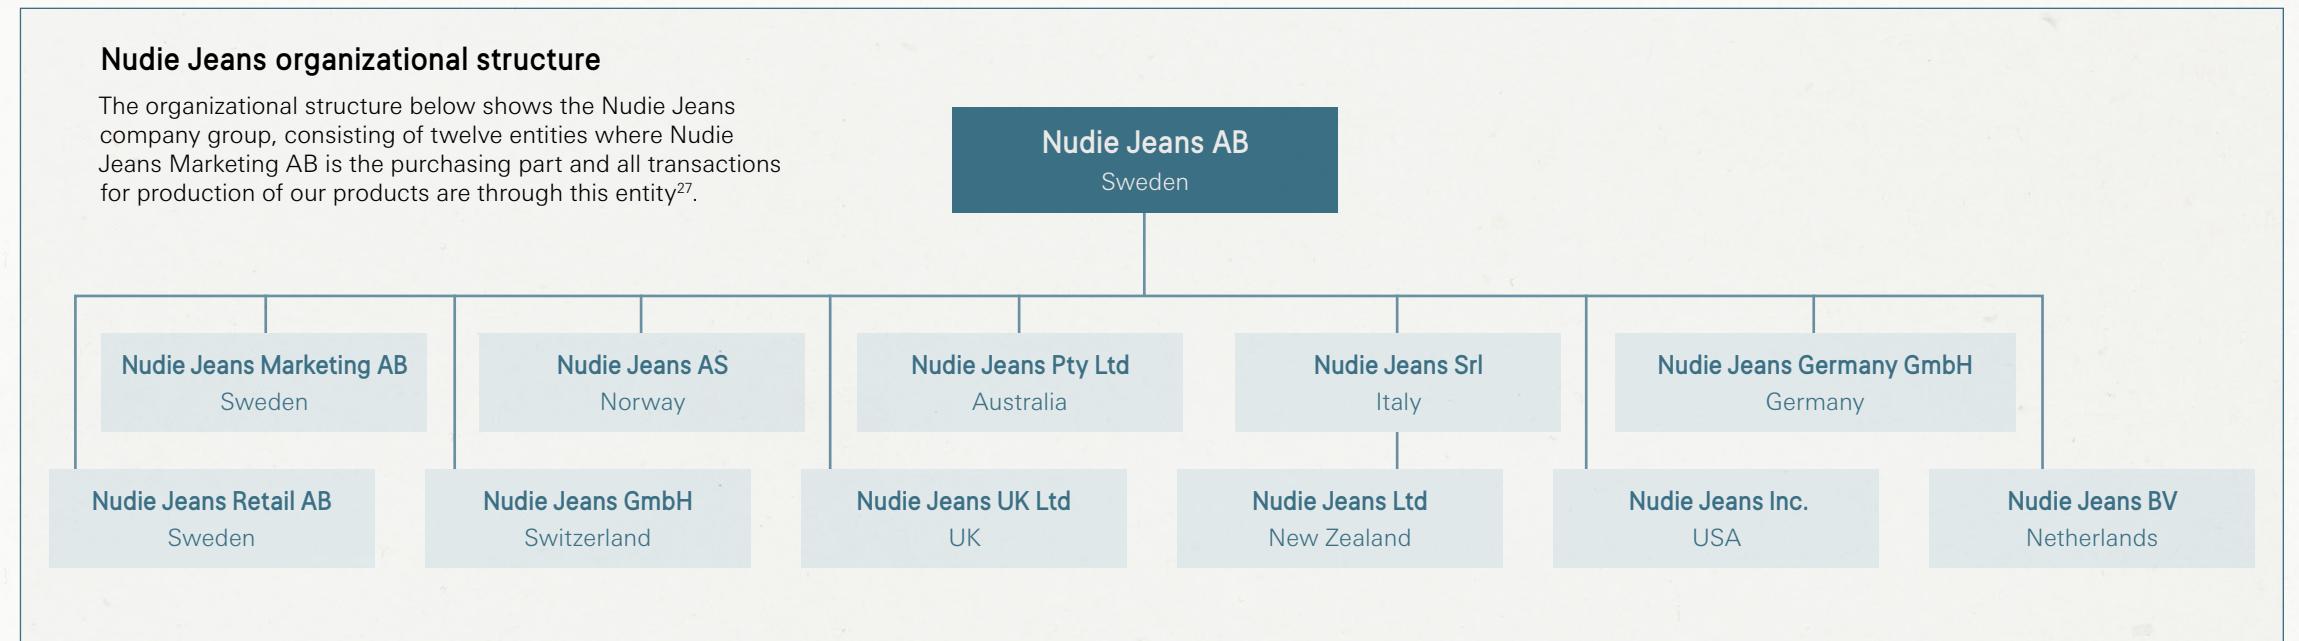 Nudie Jeans organizational structure
The organizational structure below shows the Nudie Jeans
company group, consisting of twelve entities where Nudie
Jeans Marketing AB is the purchasing part and all transactions
for production of our products are through this entity²⁷.
Nudie Jeans AB
Sweden
Nudie Jeans Marketing AB
Sweden
Nudie Jeans AS
Norway
Nudie Jeans Pty Ltd
Australia
Nudie Jeans Srl
Italy
Nudie Jeans Germany GmbH
Germany
Nudie Jeans Retail AB
Sweden
Nudie Jeans GmbH
Switzerland
Nudie Jeans UK Ltd
UK
Nudie Jeans Ltd
New Zealand
Nudie Jeans Inc.
USA
Nudie Jeans BV
Netherlands